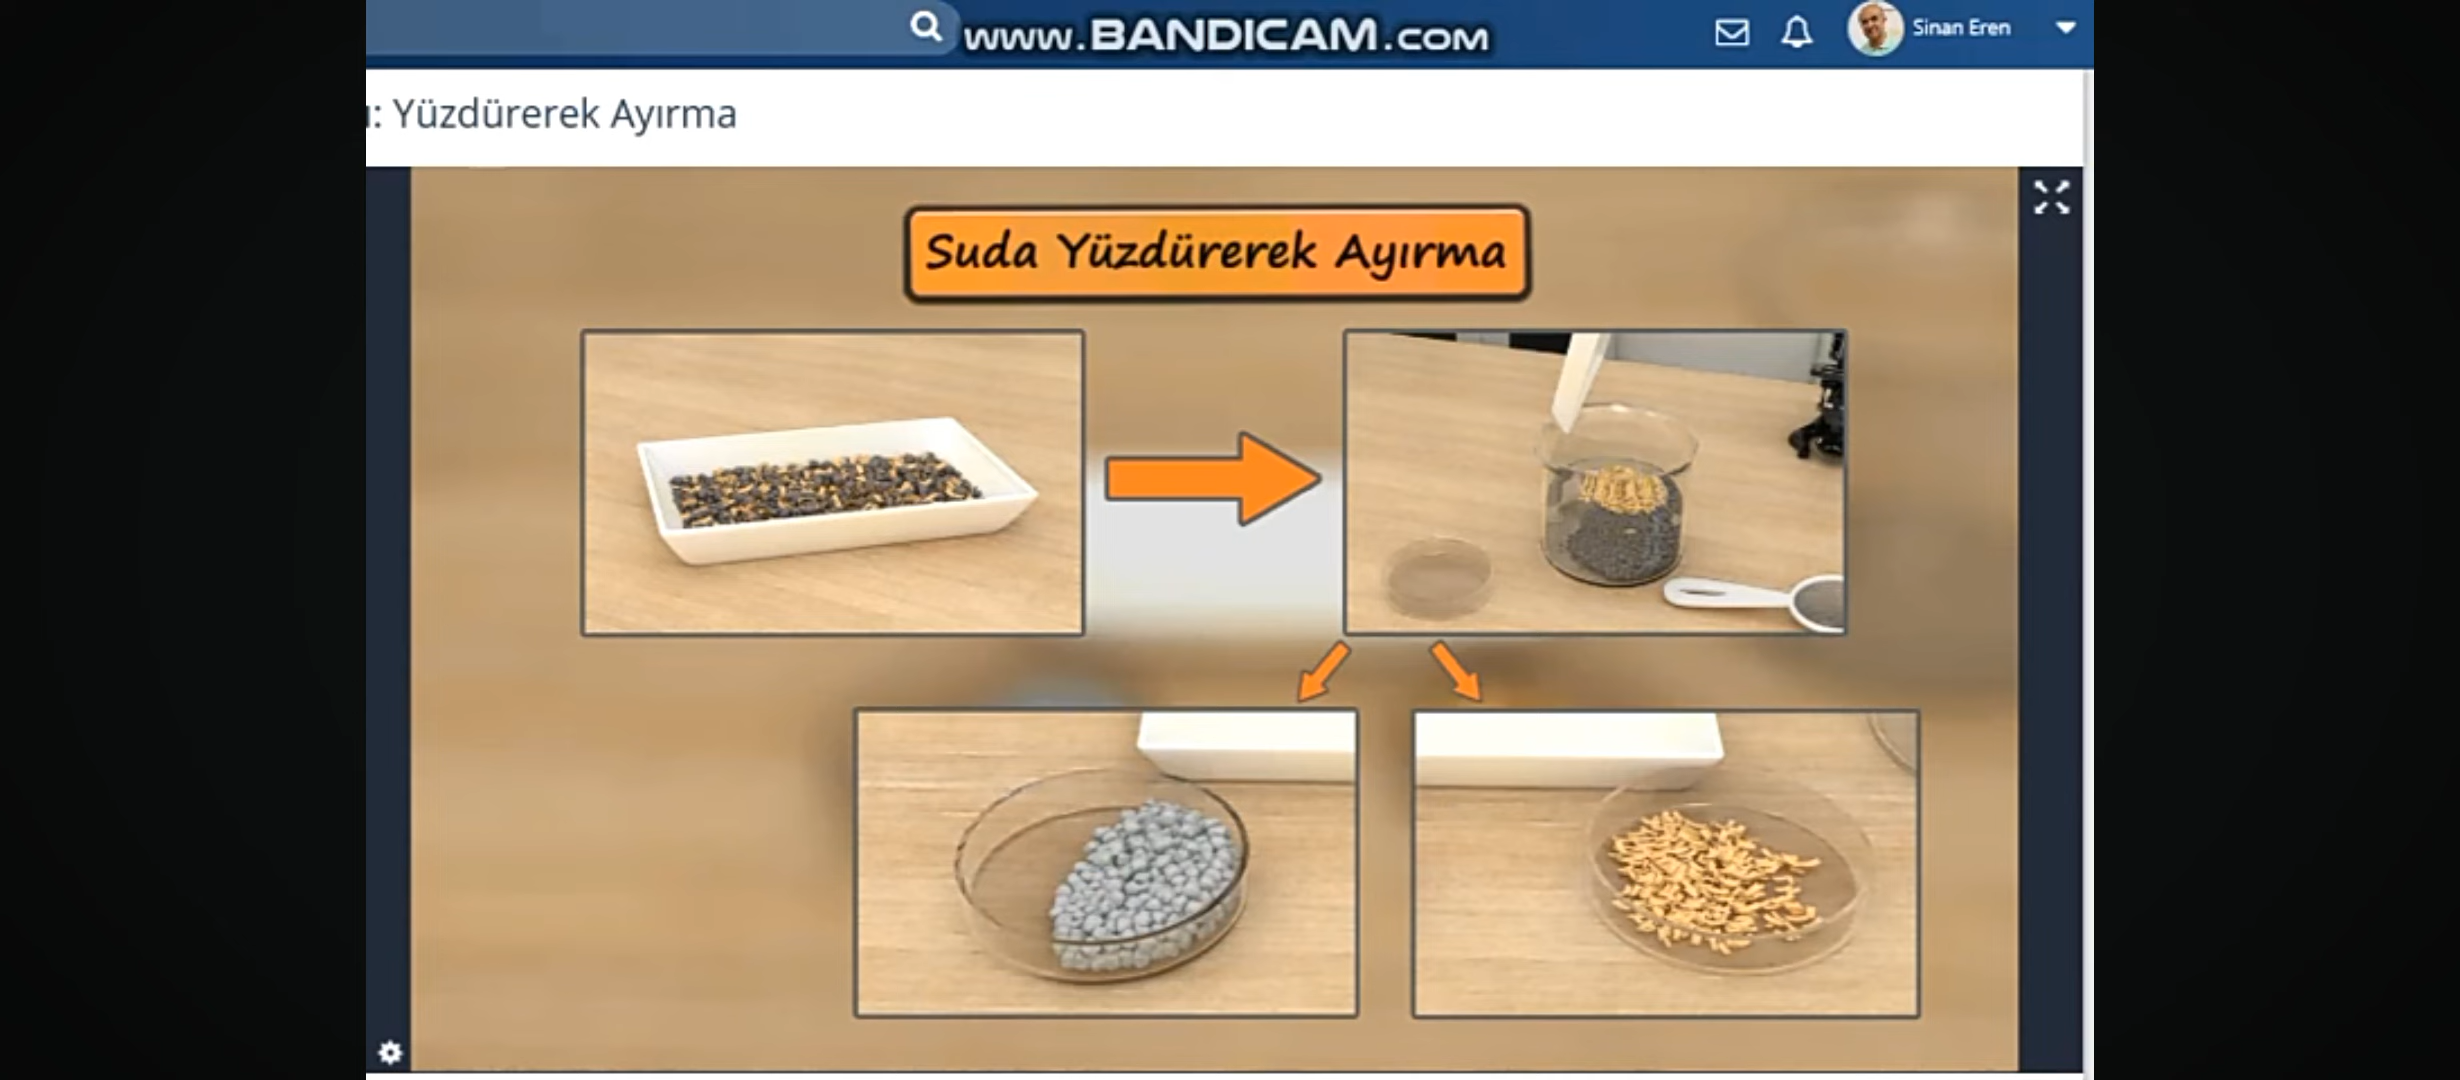 www.BANDICAM.com
Sinan Eren
: Yüzdürerek Ayırma
Suda Yüzdürerek Ayırma